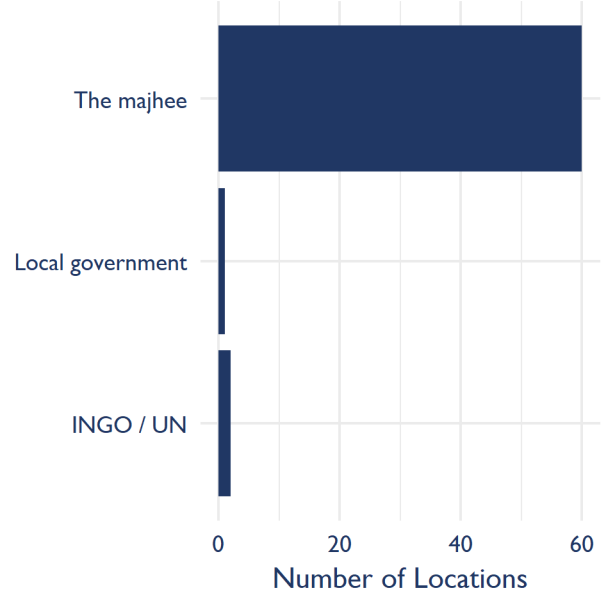 The majhee
Local government
INGO / UN
0 20 40 60
Number of Locations